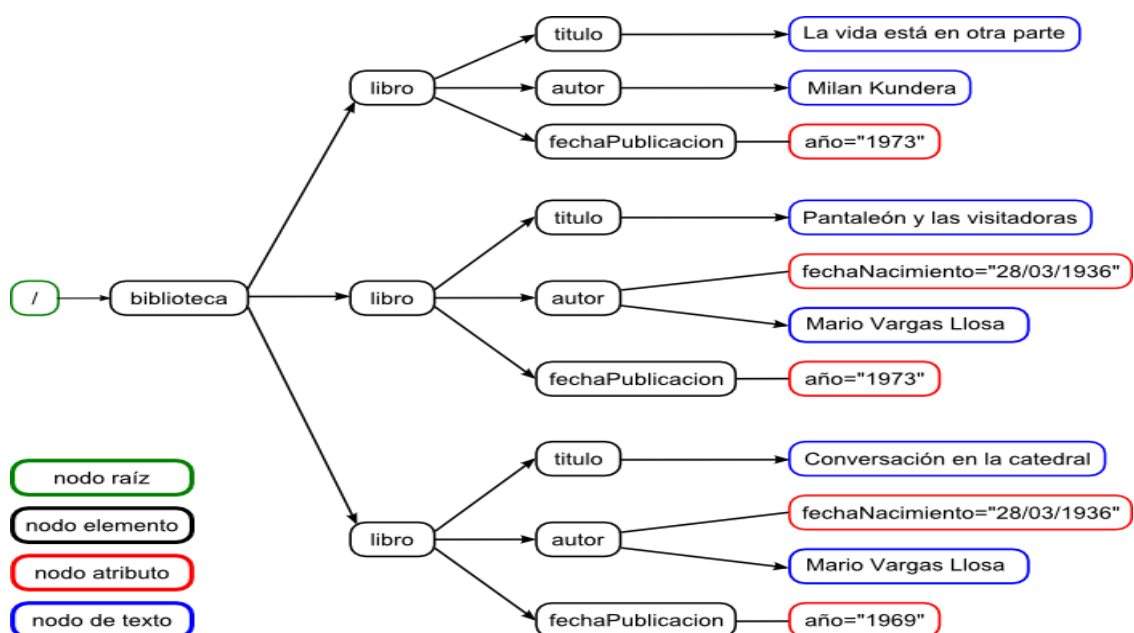 titulo
La vida está en otra parte
libro
autor
Milan Kundera
fechaPublicacion
año="1973"
titulo
Pantaleón y las visitadoras
fechaNacimiento="28/03/1936"
/
biblioteca
libro
autor
Mario Vargas Llosa
fechaPublicacion
año="1973"
titulo
Conversación en la catedral
fechaNacimiento="28/03/1936"
libro
autor
Mario Vargas Llosa
fechaPublicacion
año="1969"
nodo raíz
nodo elemento
nodo atributo
nodo de texto